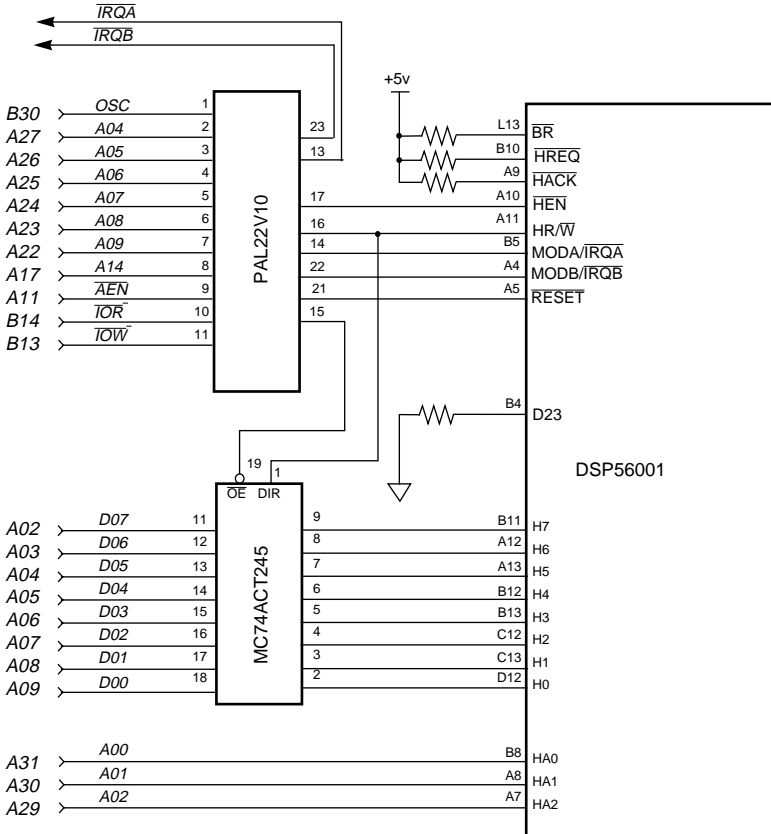 IRQA
IRQB
+5v
B30 OSC 1
A27 A04 2 23 L13 BR
A26 A05 3 13 B10 HREQ
A25 A06 4 A9 HACK
A24 A07 5 17 A10 HEN
A23 A08 6 16 A11 HR/W
A22 A09 7 14 B5 MODA/IRQA
A17 A14 8 22 A4 MODB/IRQB
A11 AEN 9 21 A5 RESET
B14 IOR 10 15
B13 IOW 11
PAL22V10
B4 D23
DSP56001
19 1
OE DIR
A02 D07 11 9 B11 H7
A03 D06 12 8 A12 H6
A04 D05 13 7 A13 H5
A05 D04 14 6 B12 H4
A06 D03 15 5 B13 H3
A07 D02 16 4 C12 H2
A08 D01 17 3 C13 H1
A09 D00 18 2 D12 H0
MC74ACT245
A31 A00 B8 HA0
A30 A01 A8 HA1
A29 A02 A7 HA2